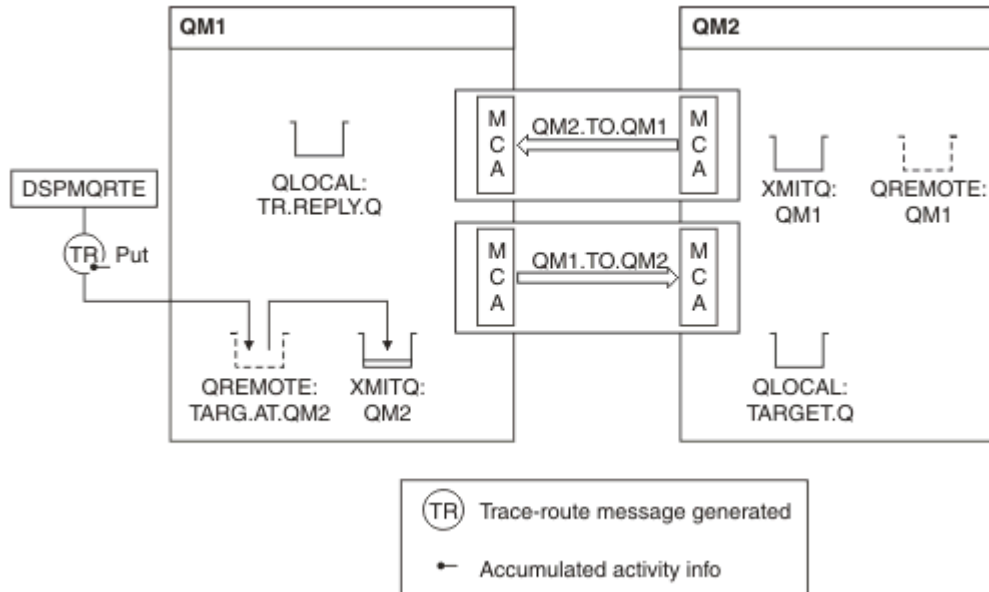 QM1
QM2
M
C
A
QM2.TO.QM1
M
C
A
DSPMQRTE
QLOCAL:
TR.REPLY.Q
XMITQ:
QM1
QREMOTE:
QM1
TR
Put
M
C
A
QM1.TO.QM2
M
C
A
QREMOTE:
TARG.AT.QM2
XMITQ:
QM2
QLOCAL:
TARGET.Q
TR Trace-route message generated
Accumulated activity info